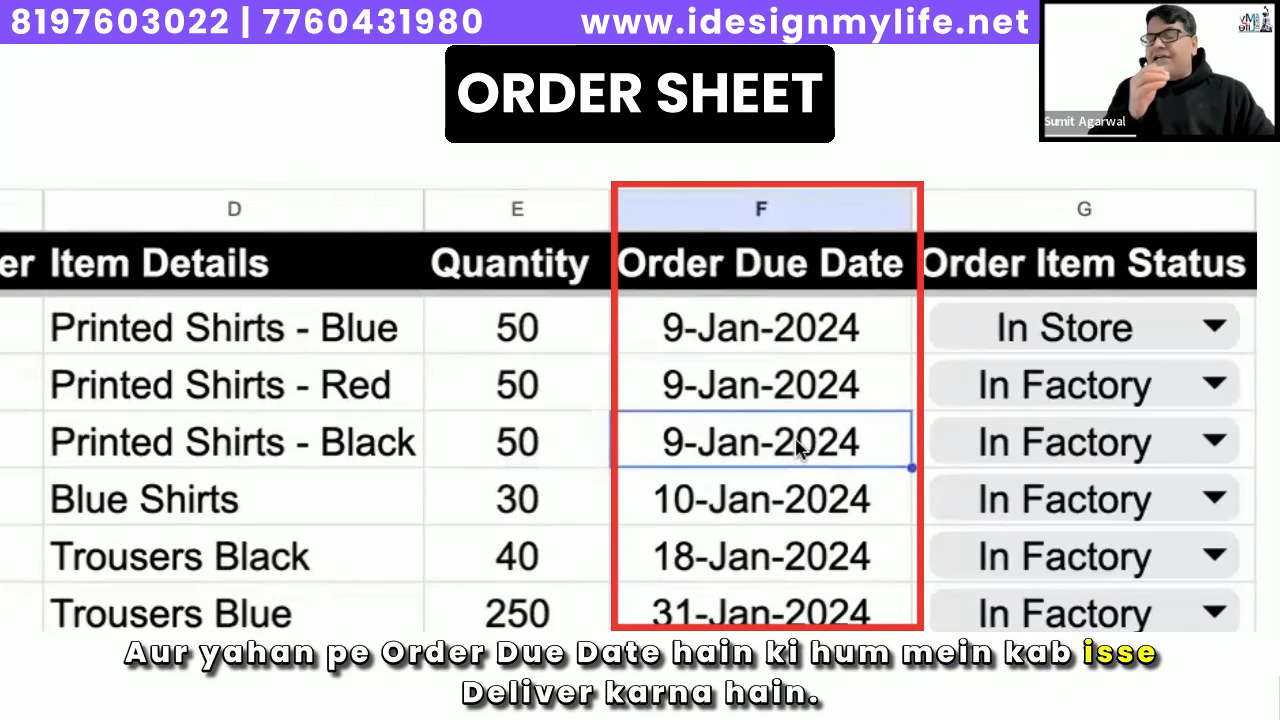 8197603022 | 7760431980 www.idesignmylife.net
ORDER SHEET
Sumit Agarwal
D E F G
er Item Details Quantity Order Due Date Order Item Status
Printed Shirts - Blue 50 9-Jan-2024 In Store
Printed Shirts - Red 50 9-Jan-2024 In Factory
Printed Shirts - Black 50 9-Jan-2024 In Factory
Blue Shirts 30 10-Jan-2024 In Factory
Trousers Black 40 18-Jan-2024 In Factory
Trousers Blue 250 31-Jan-2024 In Factory
Aur yahan pe Order Due Date hain ki hum mein kab isse
Deliver karna hain.